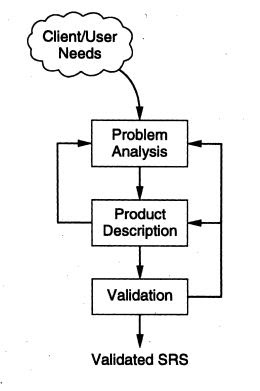 Client/User
Needs
Problem
Analysis
Product
Description
Validation
Validated SRS